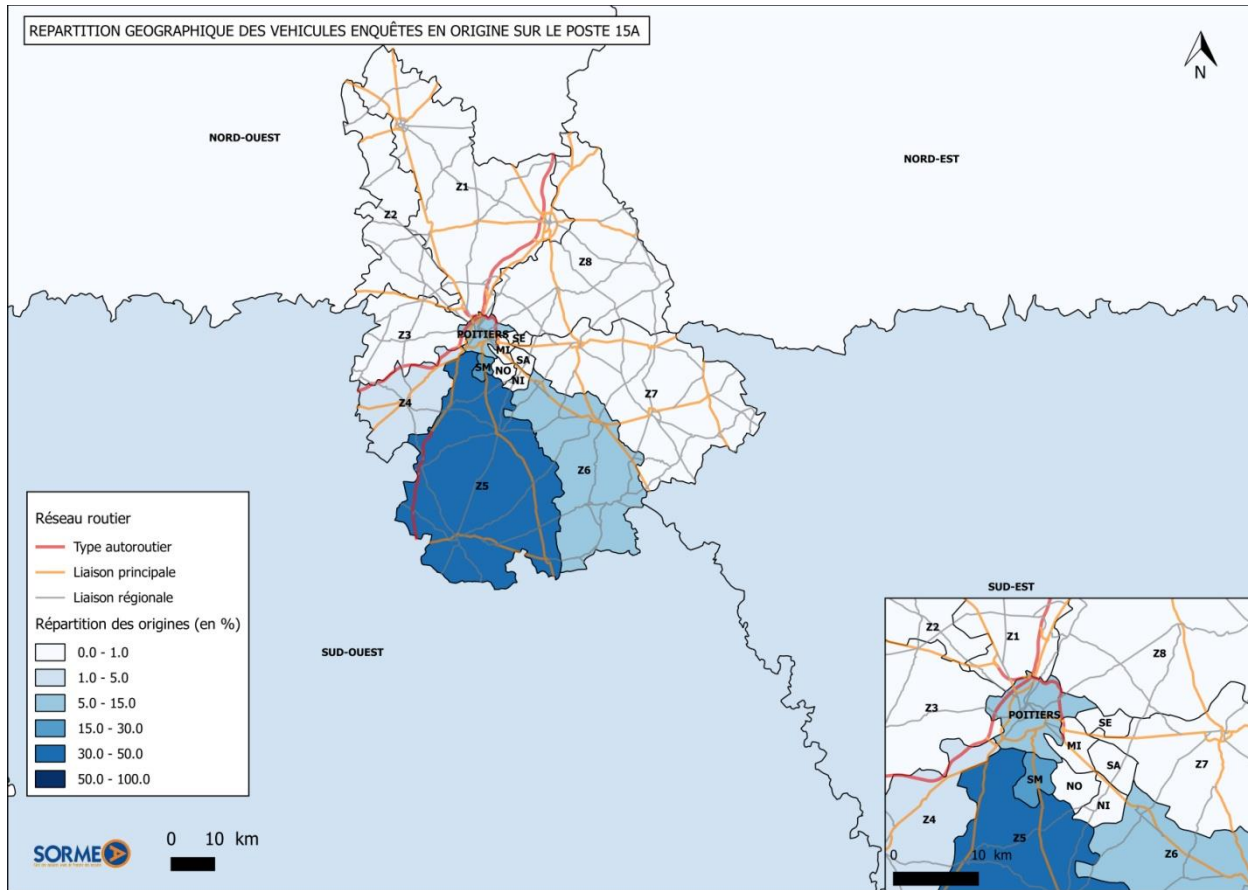 REPARTITION GEOGRAPHIQUE DES VEHICULES ENQUÊTES EN ORIGINE SUR LE POSTE 15A
N
NORD-OUEST
NORD-EST
Z1
Z2
Z8
Z3
POITIERS
SE
MI
SA
SM
NO
NI
Z4
Z7
Z6
Z5
SUD-OUEST
SUD-EST
Réseau routier
Type autoroutier
Liaison principale
Liaison régionale
Répartition des origines (en %)
0.0 - 1.0
1.0 - 5.0
5.0 - 15.0
15.0 - 30.0
30.0 - 50.0
50.0 - 100.0
SORMEA
0 10 km
Z2
Z1
Z8
Z3
POITIERS
SE
MI
SA
Z7
SM
NO
NI
Z4
Z5
Z6
0 10 km